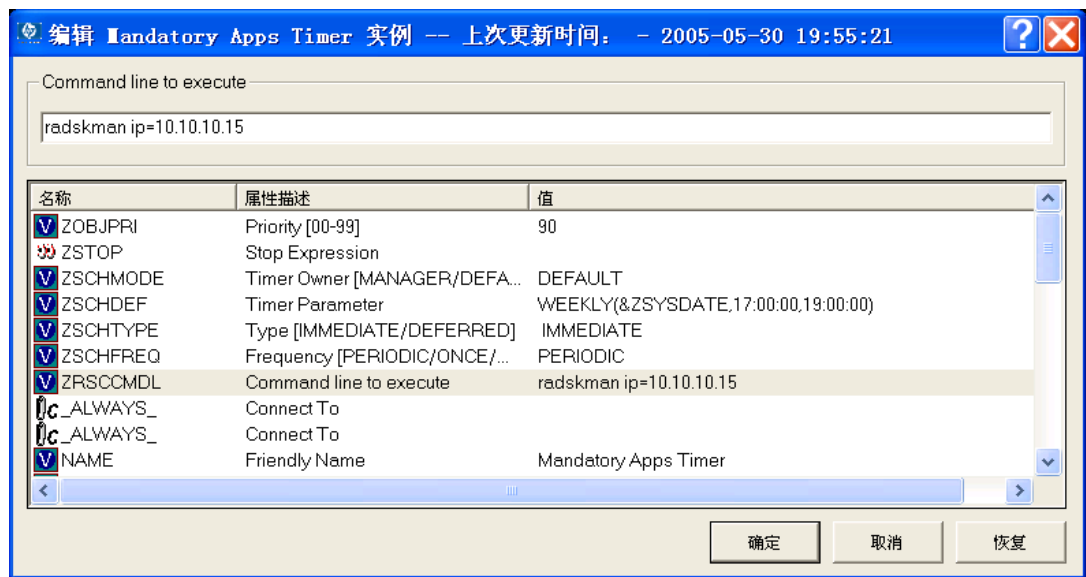 编辑 Mandatory Apps Timer 实例 -- 上次更新时间： - 2005-05-30 19:55:21
Command line to execute
radskman ip=10.10.10.15
名称 属性描述 值
ZOBJPRI Priority [00-99] 90
ZSTOP Stop Expression
ZSCHMODE Timer Owner [MANAGER/DEFA... DEFAULT
ZSCHDEF Timer Parameter WEEKLY(&ZSYSDATE,17:00:00,19:00:00)
ZSCHTYPE Type [IMMEDIATE/DEFERRED] IMMEDIATE
ZSCHFREQ Frequency [PERIODIC/ONCE/... PERIODIC
ZRSCCMDL Command line to execute radskman ip=10.10.10.15
_ALWAYS_ Connect To
_ALWAYS_ Connect To
NAME Friendly Name Mandatory Apps Timer
确定 取消 恢复